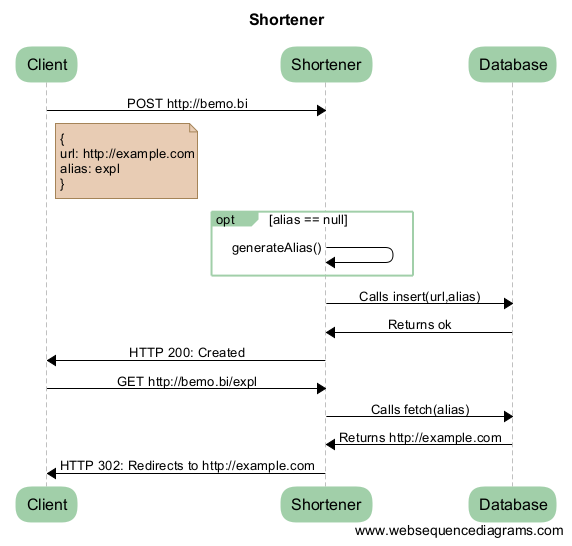 Shortener
Client
Shortener
Database
POST http://bemo.bi
{
url: http://example.com
alias: expl
}
opt
[alias == null]
generateAlias()
Calls insert(url,alias)
Returns ok
HTTP 200: Created
GET http://bemo.bi/expl
Calls fetch(alias)
Returns http://example.com
HTTP 302: Redirects to http://example.com
Client
Shortener
Database
www.websequencediagrams.com